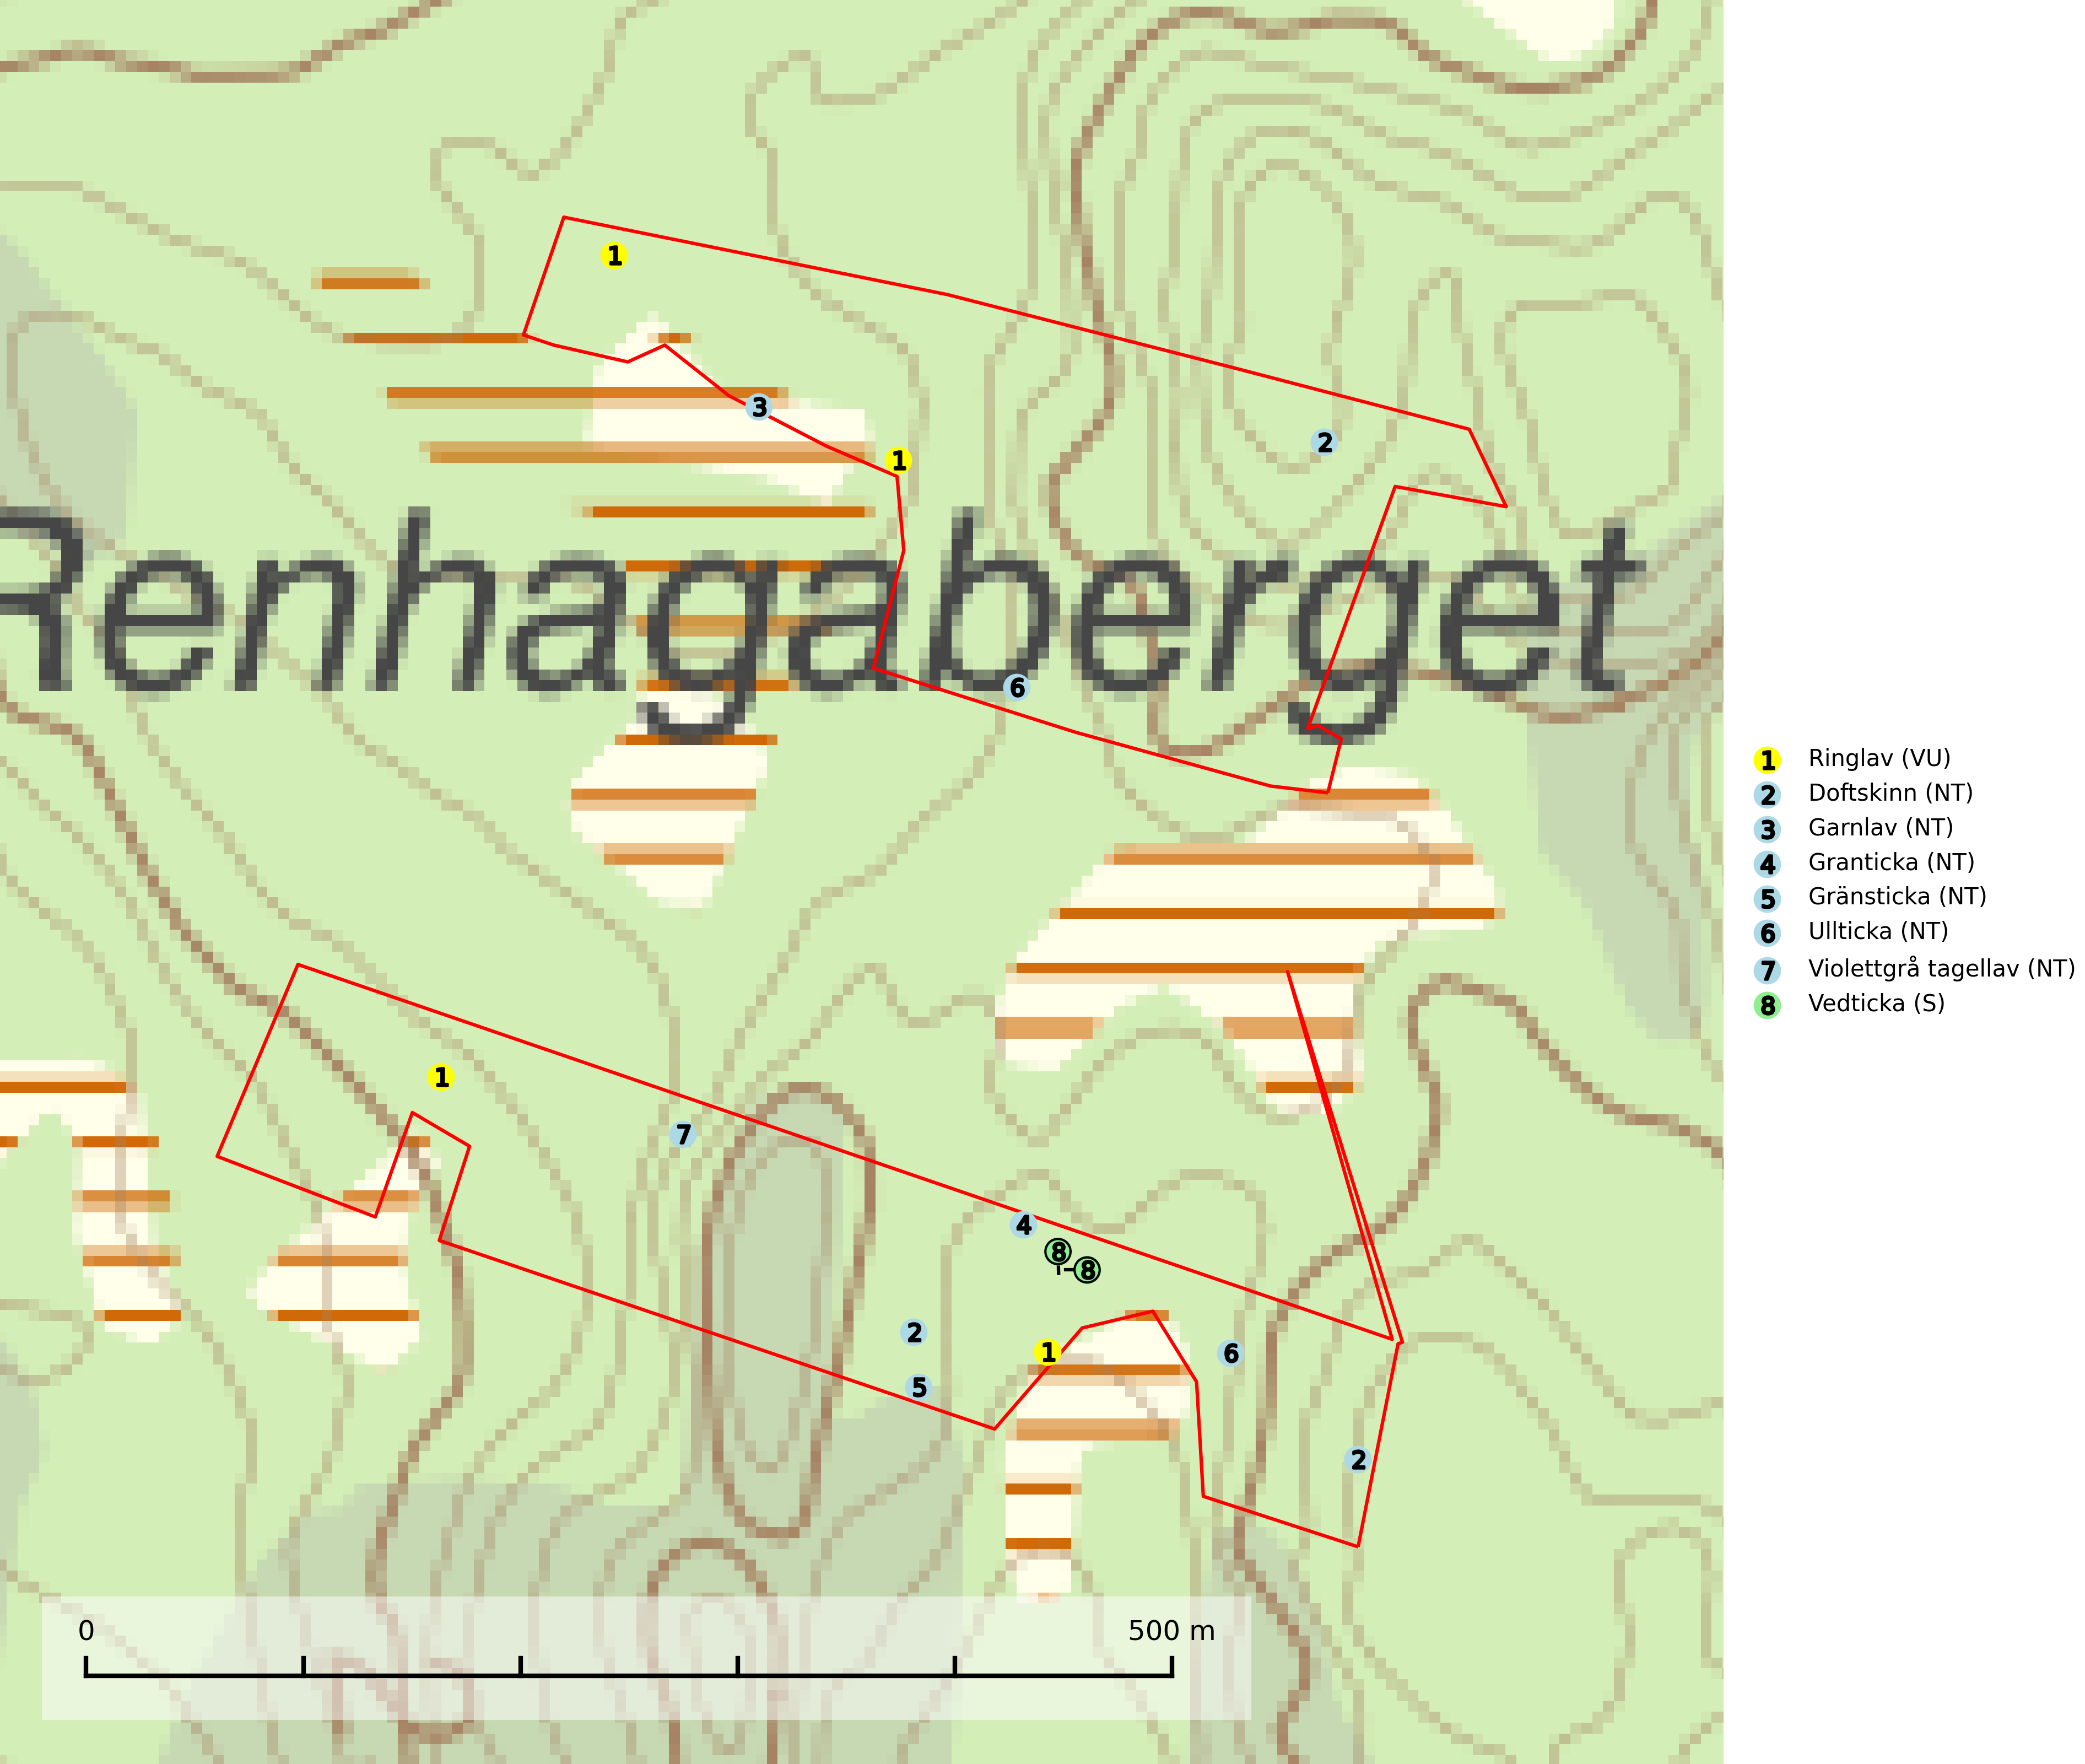 1
3
2
1
Renhagaberget
6
1
7
4
8
8
2
1
6
5
2
0 500 m
1 Ringlav (VU)
2 Doftskinn (NT)
3 Garnlav (NT)
4 Granticka (NT)
5 Gränsticka (NT)
6 Ullticka (NT)
7 Violettgrå tagellav (NT)
8 Vedticka (S)